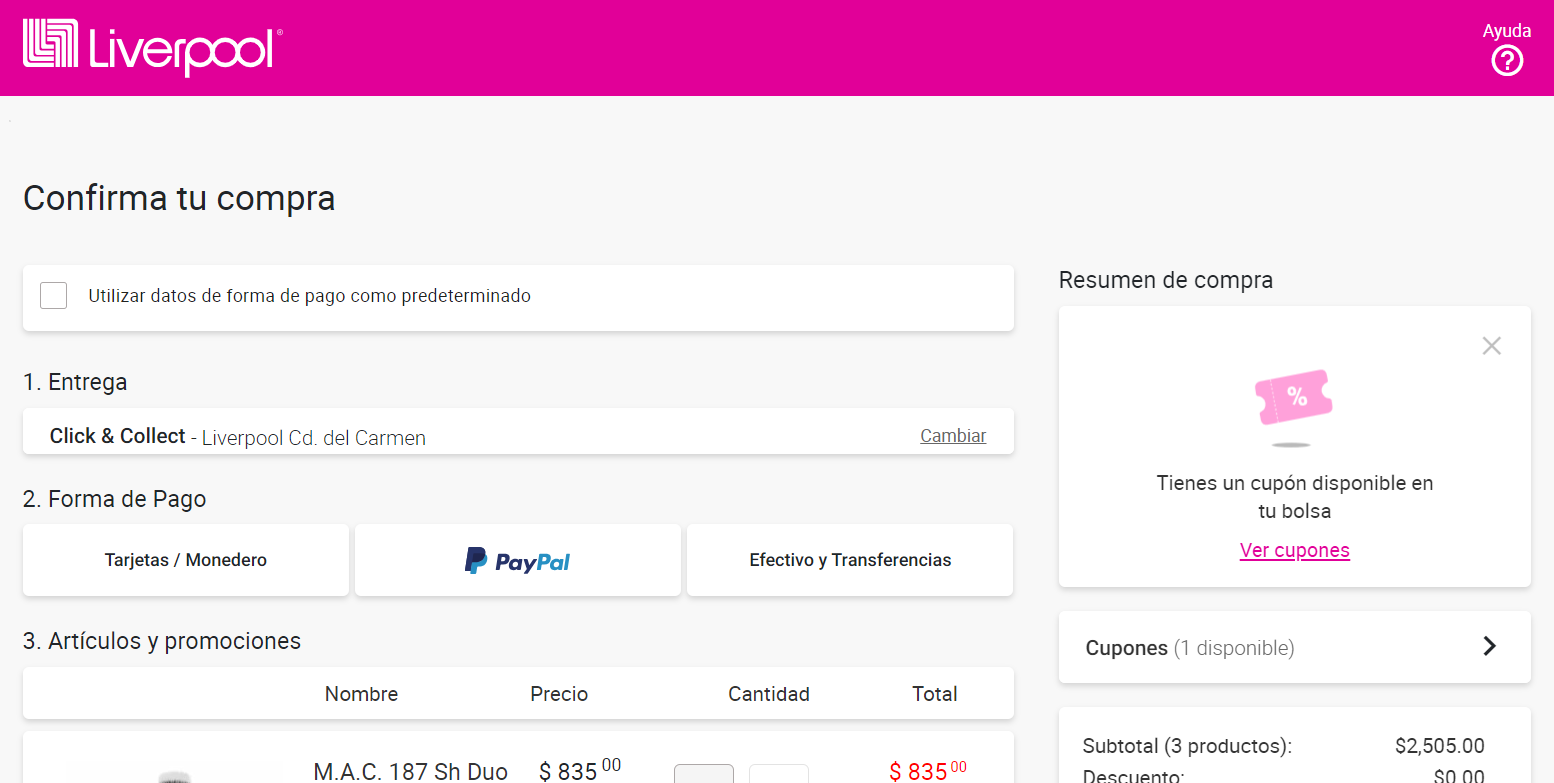 Liverpool®
Ayuda
?
Confirma tu compra
Utilizar datos de forma de pago como predeterminado
1. Entrega
Click & Collect - Liverpool Cd. del Carmen
Cambiar
2. Forma de Pago
Tarjetas / Monedero
PayPal
Efectivo y Transferencias
3. Artículos y promociones
Nombre Precio Cantidad Total
M.A.C. 187 Sh Duo $ 835 00 $ 835 00
Resumen de compra
%
Tienes un cupón disponible en
tu bolsa
Ver cupones
Cupones (1 disponible)
Subtotal (3 productos): $2,505.00
Descuento: $0.00